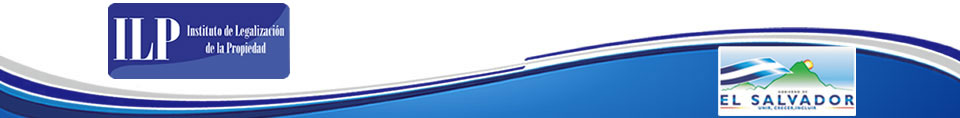 ILP
Instituto de Legalización
de la Propiedad
GOBIERNO DE
EL SALVADOR
UNIR, CRECER, INCLUIR